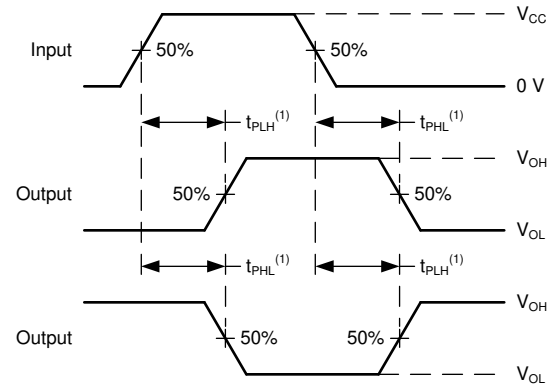 V_CC
Input
50%
50%
0 V
t_PLH^(1)
t_PHL^(1)
V_OH
Output
50%
50%
V_OL
t_PHL^(1)
t_PLH^(1)
V_OH
Output
50%
50%
V_OL